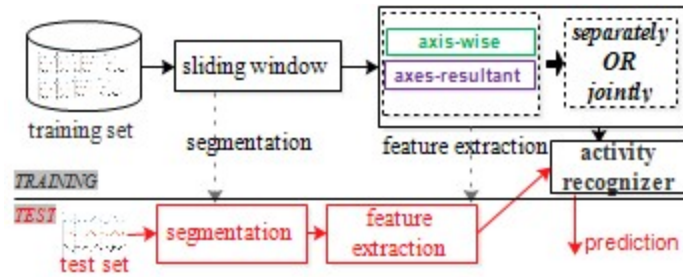 axis-wise
axes-resultant
separately
OR
jointly
sliding window
training set
segmentation
feature extraction
activity
recognizer
TRAINING
TEST
test set
segmentation
feature
extraction
prediction